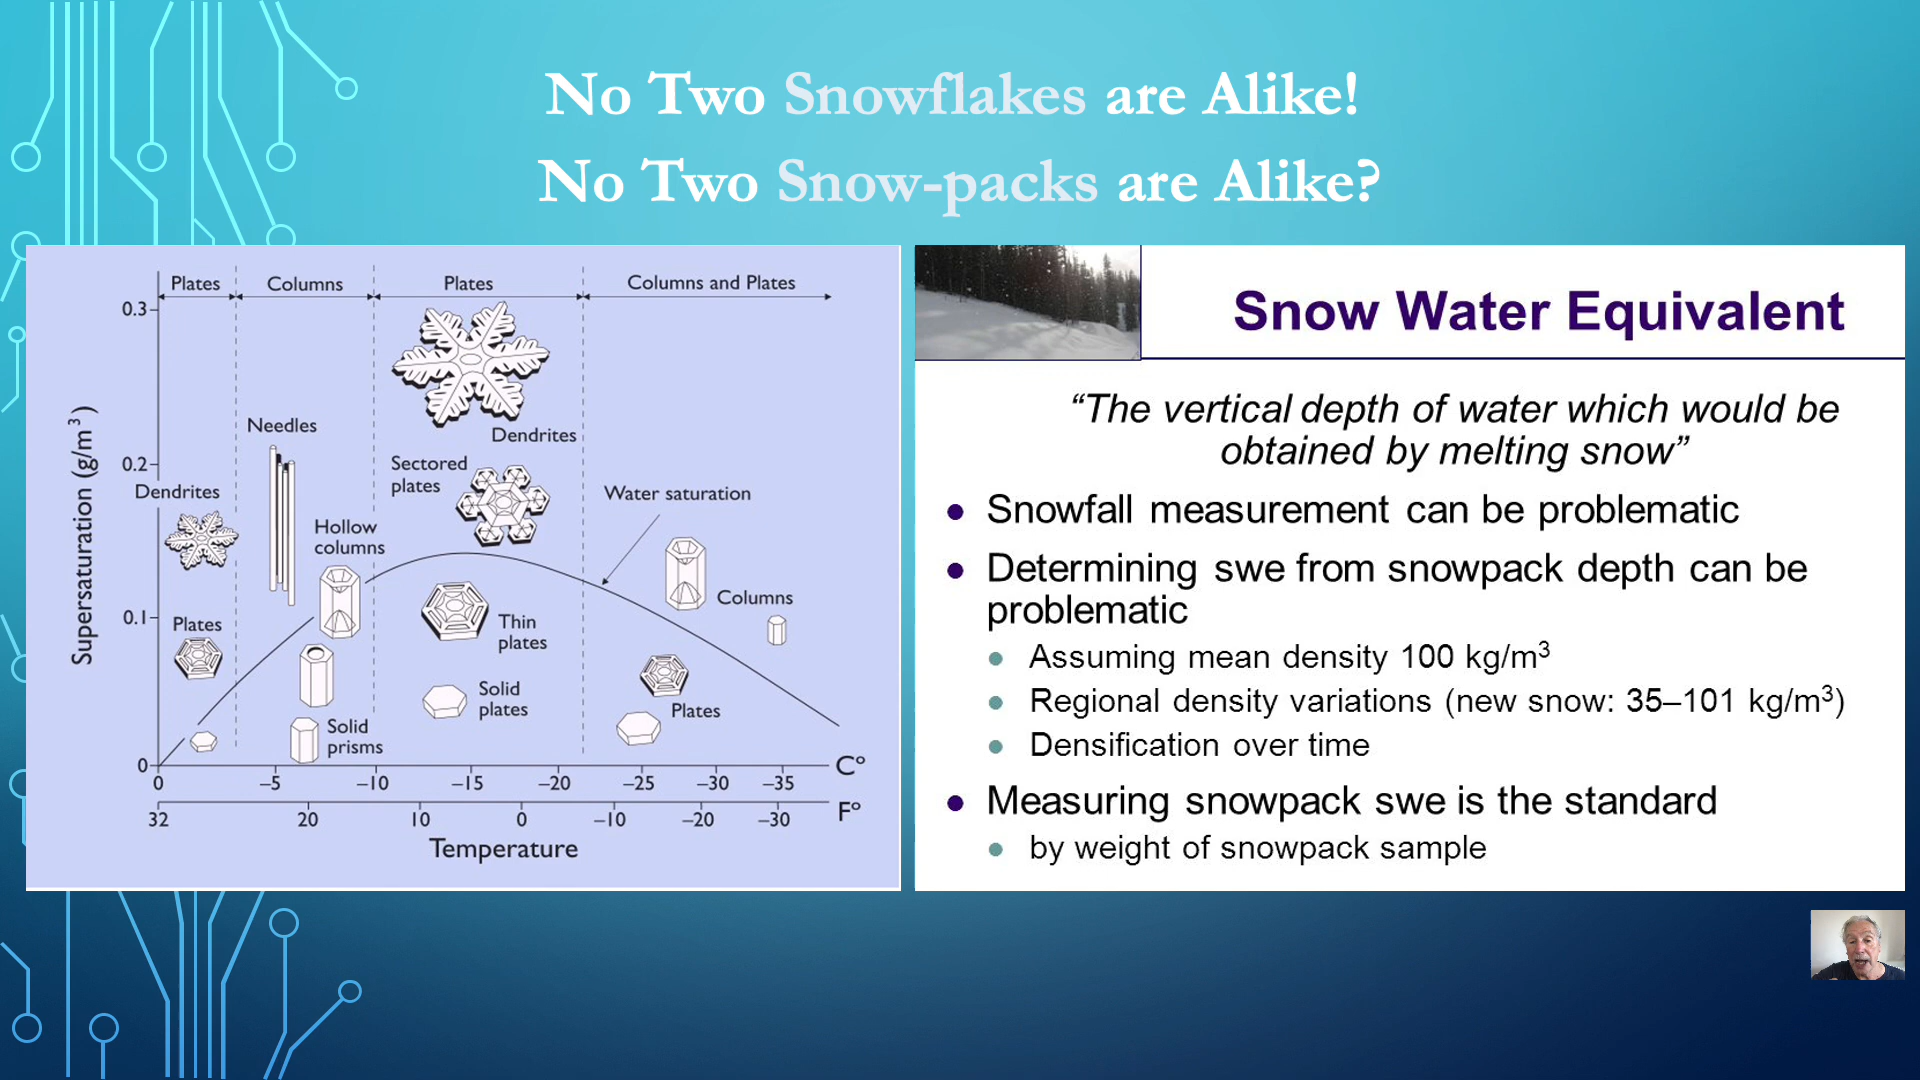 No Two Snowflakes are Alike!
No Two Snow-packs are Alike?
Plates
Columns
Plates
Columns and Plates
0.3
0.2
0.1
0
Supersaturation (g/m³)
Dendrites
Needles
Sectored
plates
Dendrites
Water saturation
Hollow
columns
Plates
Thin
plates
Columns
Solid
plates
Plates
Solid
prisms
0
–5
–10
–15
–20
–25
–30
–35
C°
32
20
10
0
–10
–20
–30
F°
Temperature
Snow Water Equivalent
“The vertical depth of water which would be
obtained by melting snow”
● Snowfall measurement can be problematic
● Determining swe from snowpack depth can be
problematic
● Assuming mean density 100 kg/m³
● Regional density variations (new snow: 35–101 kg/m³)
● Densification over time
● Measuring snowpack swe is the standard
● by weight of snowpack sample